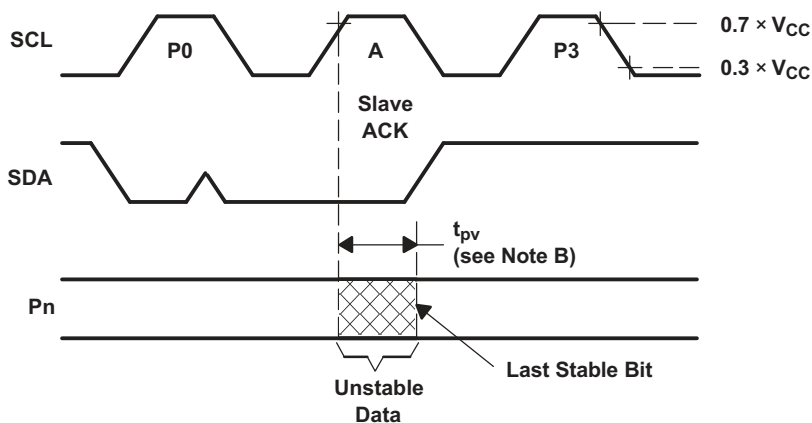 SCL
P0
A
P3
0.7 × VCC
0.3 × VCC
Slave
ACK
SDA
tpv
(see Note B)
Pn
Last Stable Bit
Unstable
Data